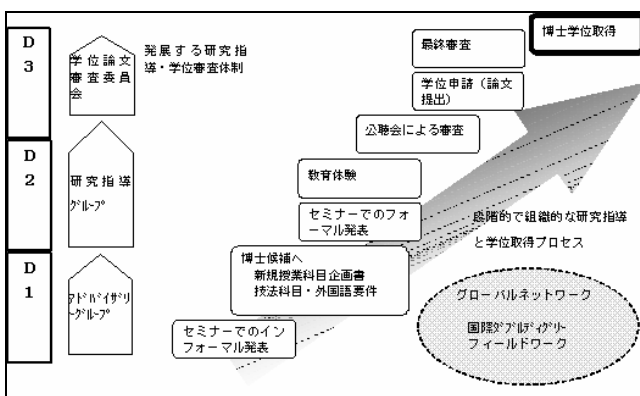 D
3
学位論文
審査委員
会
発展する研究指
導・学位審査体制
最終審査
博士学位取得
学位申請（論文
提出）
公聴会による審査
D
2
研究指導
ｸﾞﾙｰﾌﾟ
教育体験
セミナーでのフォ
ーマル発表
段階的で組織的な研究指導
と学位取得プロセス
D
1
ｱﾄﾞﾊﾞｲｻﾞﾘ
ｰｸﾞﾙｰﾌﾟ
博士候補へ
新規授業科目企画書
技法科目・外国語要件
セミナーでのイン
フォーマル発表
グローバルネットワーク
国際ﾀﾞﾌﾞﾙﾃﾞｨｸﾞﾘｰ
フィールドワーク